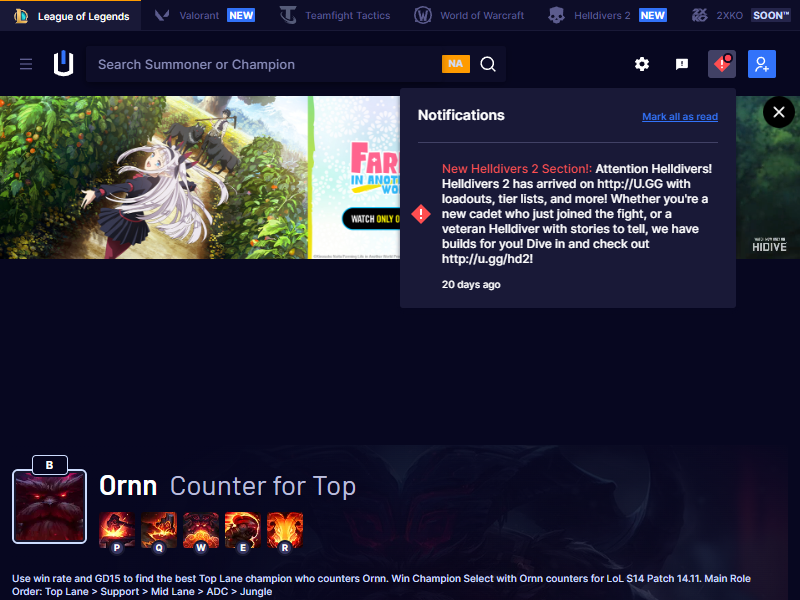 League of Legends
Valorant NEW
Teamfight Tactics
World of Warcraft
Helldivers 2 NEW
2XKO SOON™
Search Summoner or Champion
NA
Notifications
Mark all as read
New Helldivers 2 Section!: Attention Helldivers!
Helldivers 2 has arrived on http://U.GG with
loadouts, tier lists, and more! Whether you're a
new cadet who just joined the fight, or a
veteran Helldiver with stories to tell, we have
builds for you! Dive in and check out
http://u.gg/hd2!
20 days ago
FAR
IN ANOTH
WO
WATCH ONLY O
HIDIVE
B
Ornn Counter for Top
P
Q
W
E
R
Use win rate and GD15 to find the best Top Lane champion who counters Ornn. Win Champion Select with Ornn counters for LoL S14 Patch 14.11. Main Role
Order: Top Lane > Support > Mid Lane > ADC > Jungle